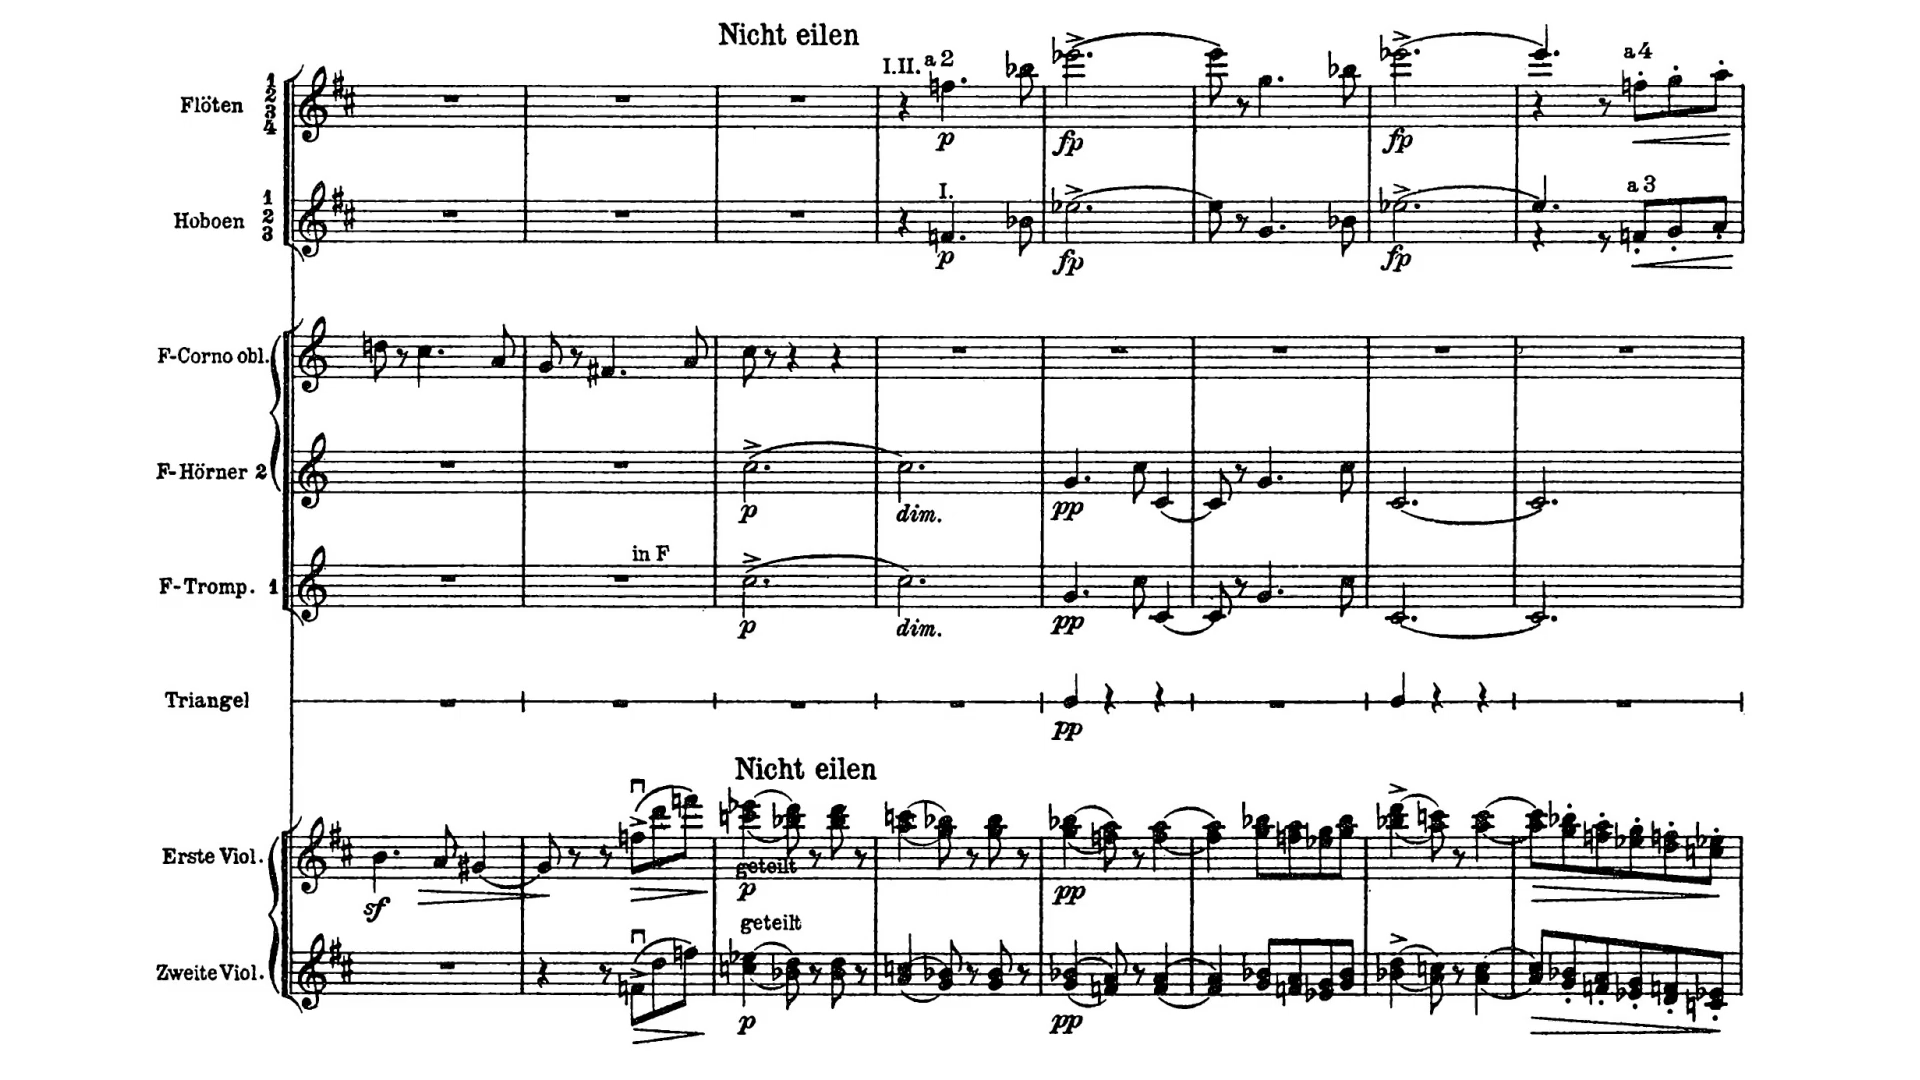 Nicht eilen
I.II. a 2
a 4
Flöten 1 2 3 4
p fp fp
I.
a 3
Hoboen 1 2 3
p fp fp
F-Corno obl.
F-Hörner 2
p dim. pp
in F
F-Tromp. 1
p dim. pp
Triangel
pp
Nicht eilen
Erste Viol.
geteilt
sf p pp
geteilt
Zweite Viol.
p pp